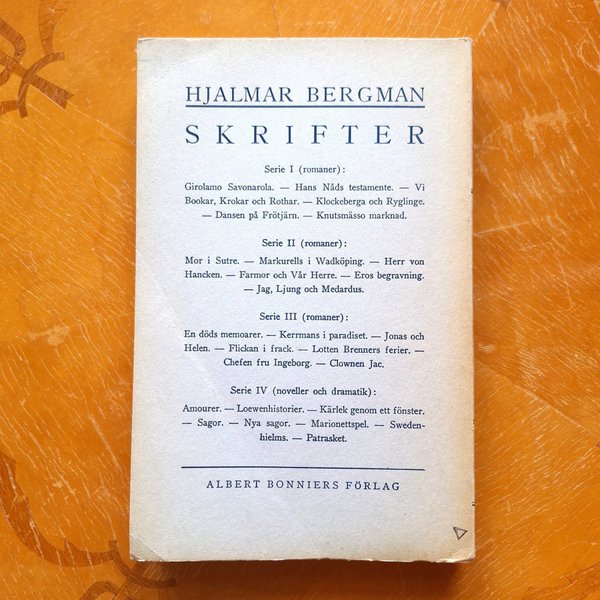 HJALMAR BERGMAN
SKRIFTER
Serie I (romaner):
Girolamo Savonarola. — Hans Nåds testamente. — Vi
Bookar, Krokar och Rothar. — Klockeberga och Ryglinge.
— Dansen på Frötjärn. — Knutsmässo marknad.
Serie II (romaner):
Mor i Sutre. — Markurells i Wadköping. — Herr von
Hancken. — Farmor och Vår Herre. — Eros begravning.
— Jag, Ljung och Medardus.
Serie III (romaner):
En döds memoarer. — Kerrmans i paradiset. — Jonas och
Helen. — Flickan i frack. — Lotten Brenners ferier. —
Chefen fru Ingeborg. — Clownen Jac.
Serie IV (noveller och dramatik):
Amourer. — Loewenhistorier. — Kärlek genom ett fönster.
— Sagor. — Nya sagor. — Marionettspel. — Sweden-
hielms. — Patrasket.
ALBERT BONNIERS FÖRLAG